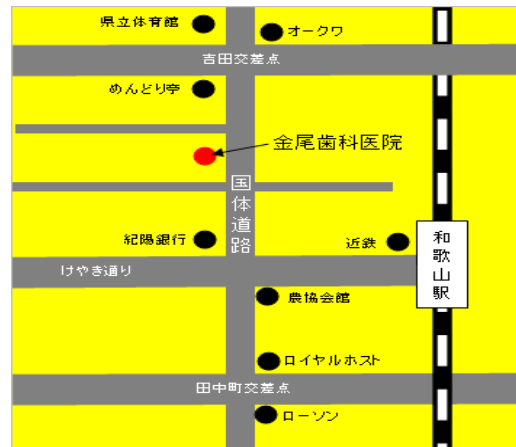 県立体育館
オークワ
吉田交差点
めんどり亭
金尾歯科医院
国体道路
紀陽銀行
近鉄
和歌山駅
けやき通り
農協会館
ロイヤルホスト
田中町交差点
ローソン